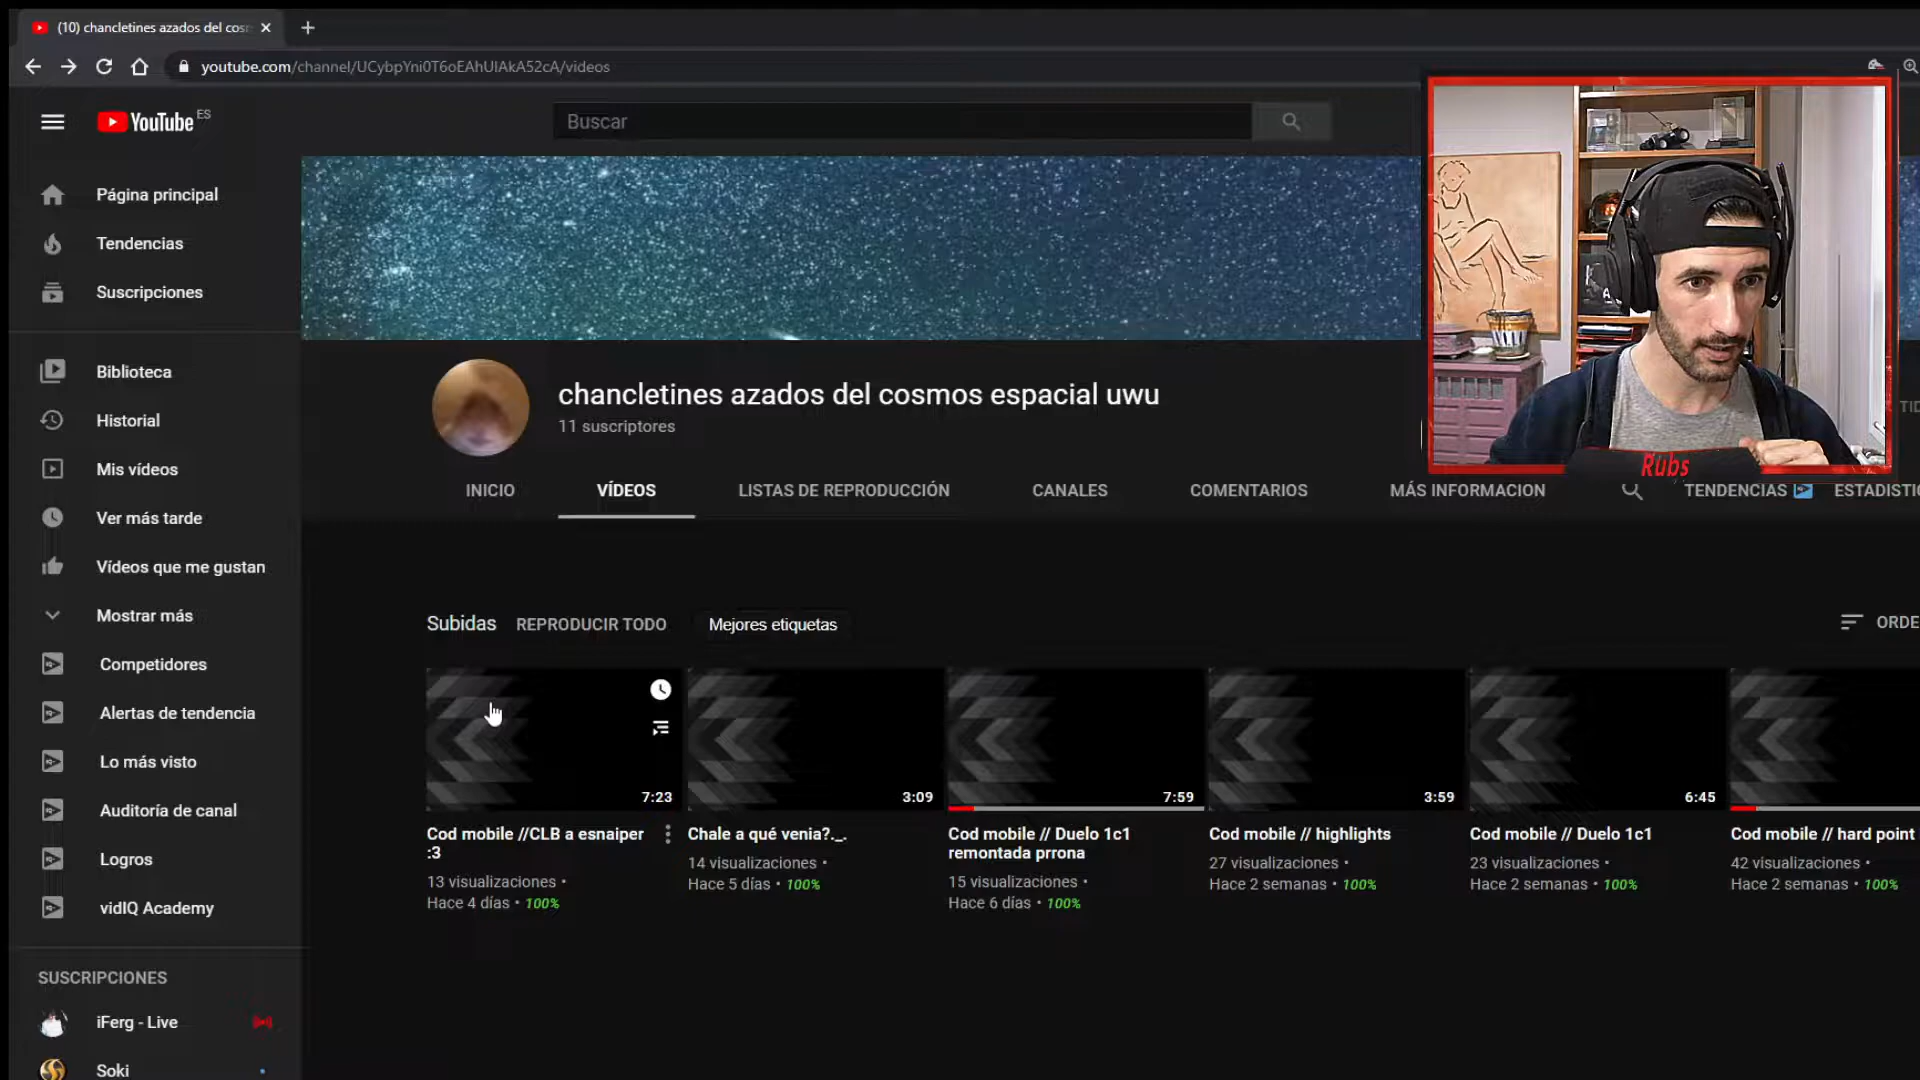 (10) chancletines azados del cosm
youtube.com/channel/UCybpYni0T6oEAhUIAkA52cA/videos
YouTube ES
Buscar
Página principal
Tendencias
Suscripciones
Biblioteca
Historial
Mis vídeos
Ver más tarde
Vídeos que me gustan
Mostrar más
Competidores
Alertas de tendencia
Lo más visto
Auditoría de canal
Logros
vidIQ Academy
SUSCRIPCIONES
iFerg - Live
Soki
chancletines azados del cosmos espacial uwu
11 suscriptores
Rubs
INICIO VÍDEOS LISTAS DE REPRODUCCIÓN CANALES COMENTARIOS MÁS INFORMACION TENDENCIAS ESTADISTIC
Subidas REPRODUCIR TODO Mejores etiquetas ORDE
7:23
Cod mobile //CLB a esnaiper
:3
13 visualizaciones •
Hace 4 días • 100%
3:09
Chale a qué venia?._.
14 visualizaciones •
Hace 5 días • 100%
7:59
Cod mobile // Duelo 1c1
remontada prrona
15 visualizaciones •
Hace 6 días • 100%
3:59
Cod mobile // highlights
27 visualizaciones •
Hace 2 semanas • 100%
6:45
Cod mobile // Duelo 1c1
23 visualizaciones •
Hace 2 semanas • 100%
Cod mobile // hard point
42 visualizaciones •
Hace 2 semanas • 100%